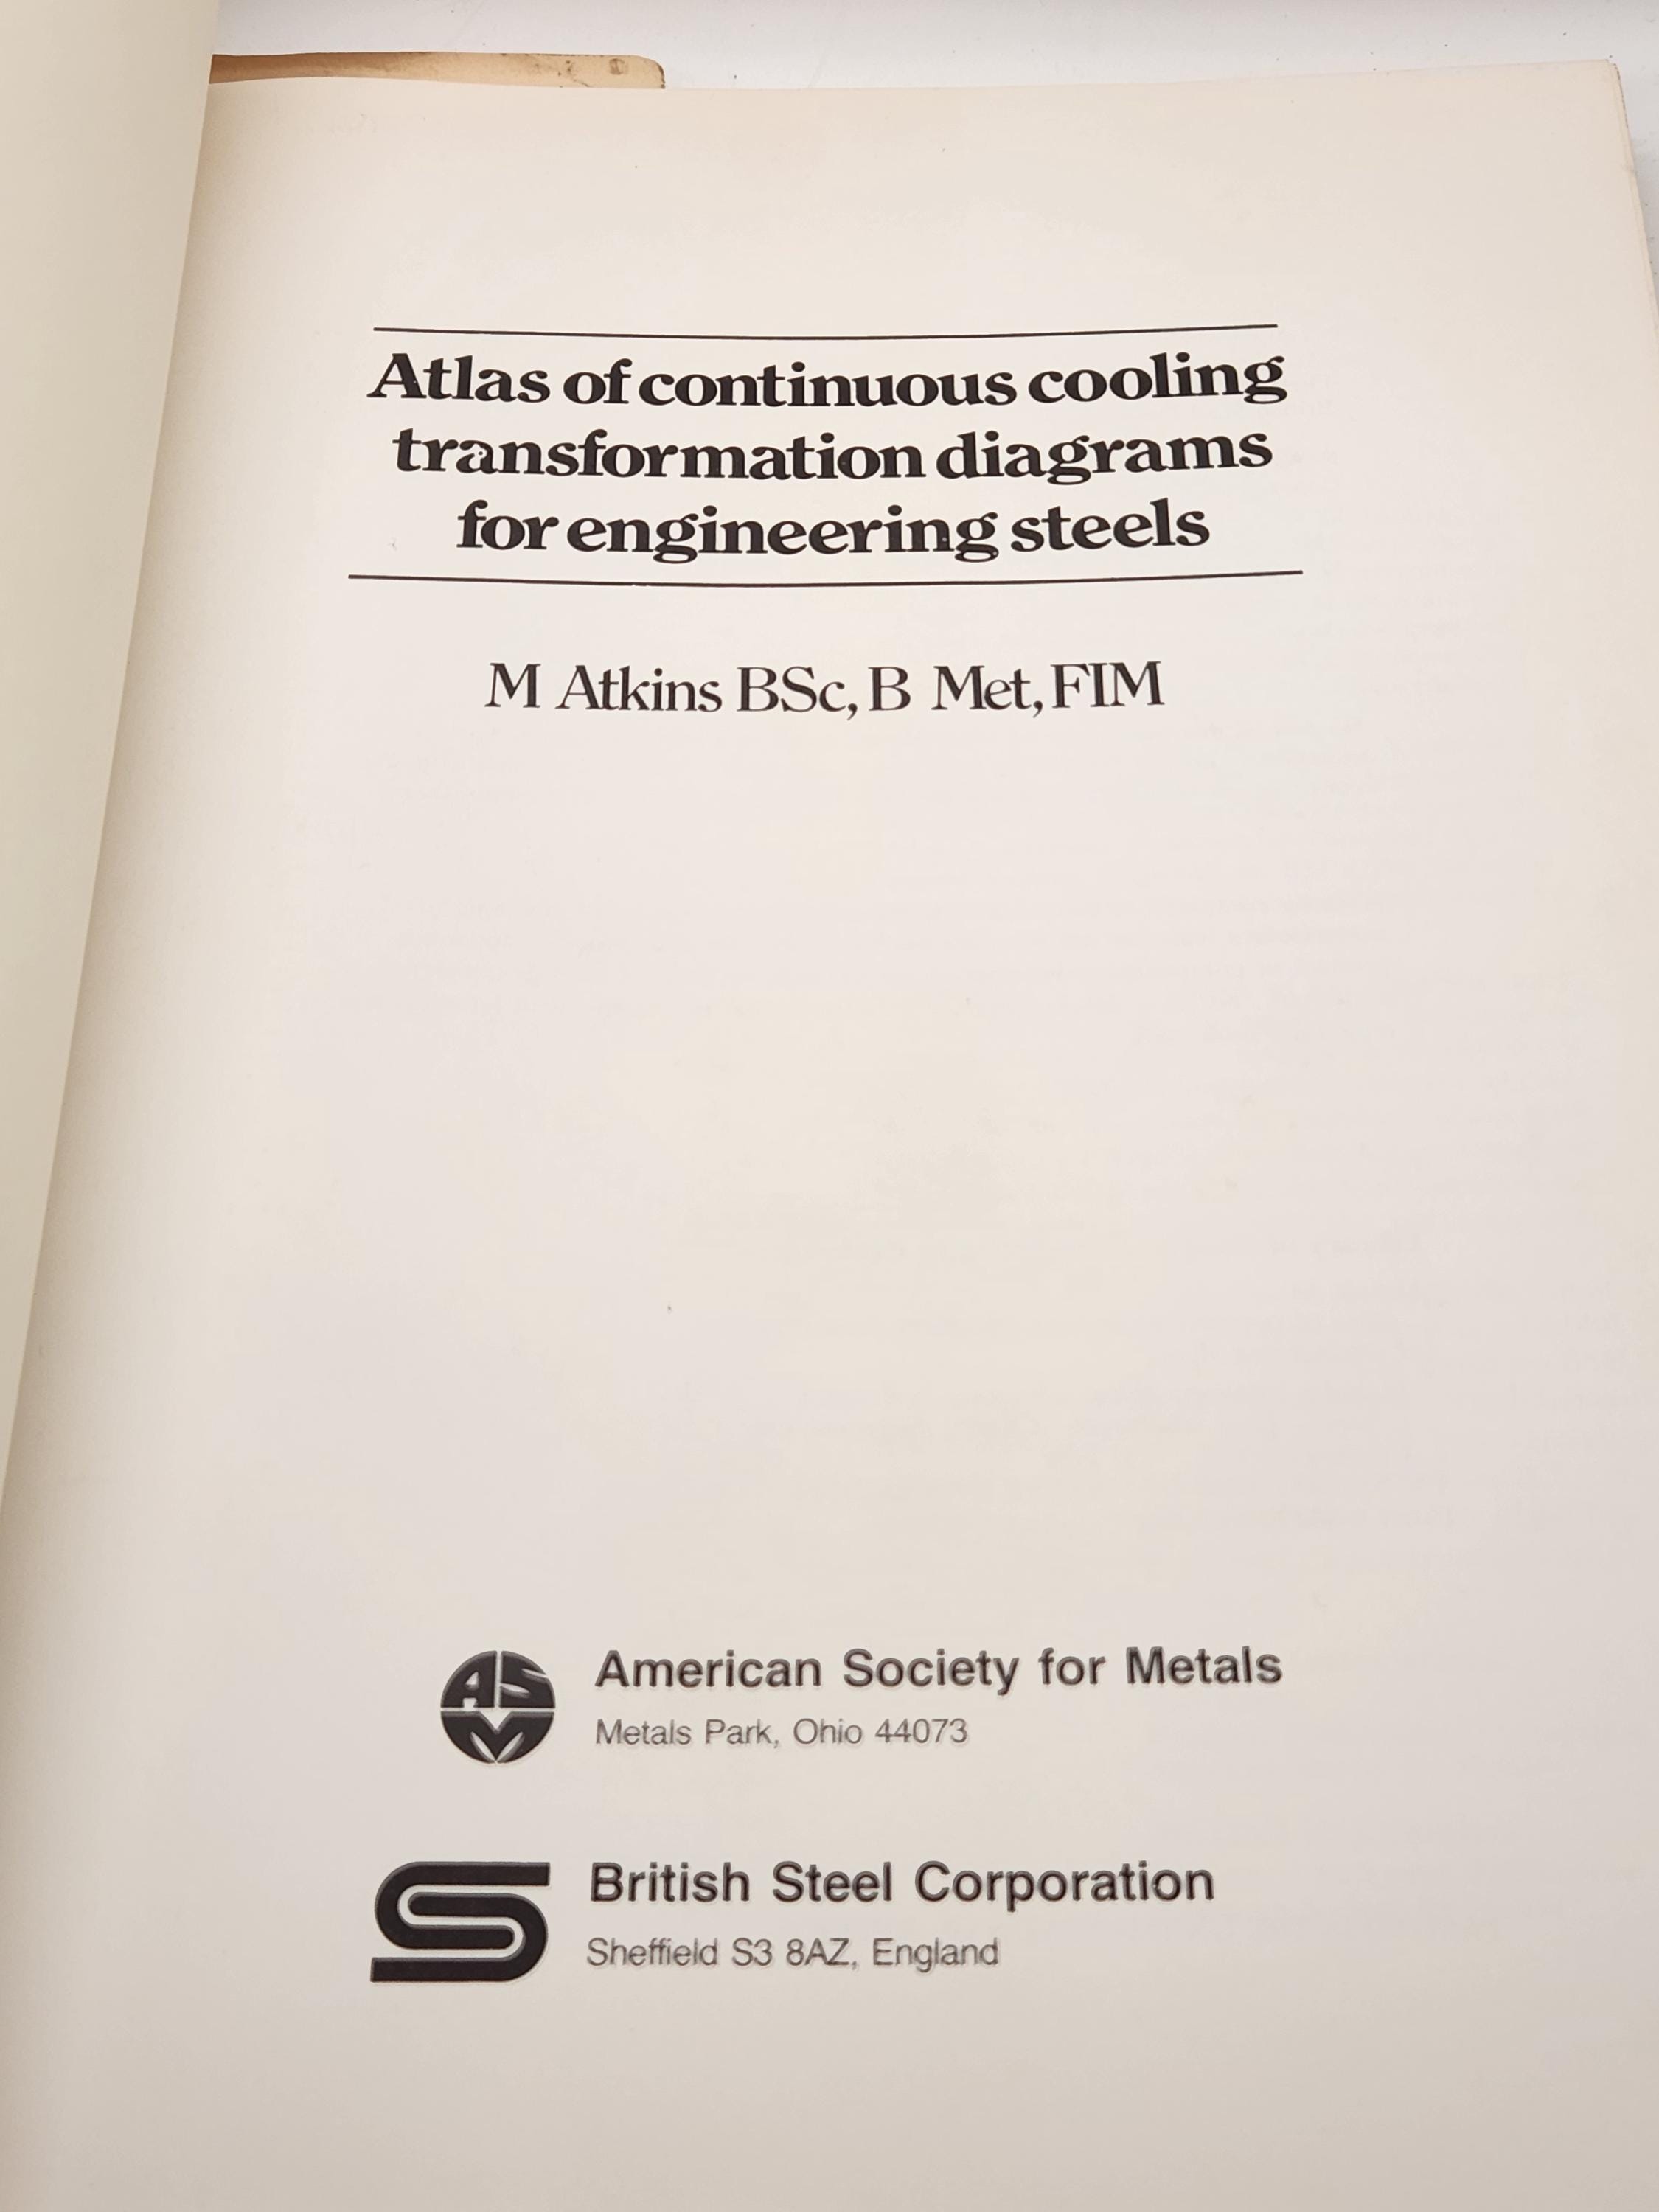 Atlas of continuous cooling
transformation diagrams
for engineering steels
M Atkins BSc, B Met, FIM
ASM
American Society for Metals
Metals Park, Ohio 44073
British Steel Corporation
Sheffield S3 8AZ, England